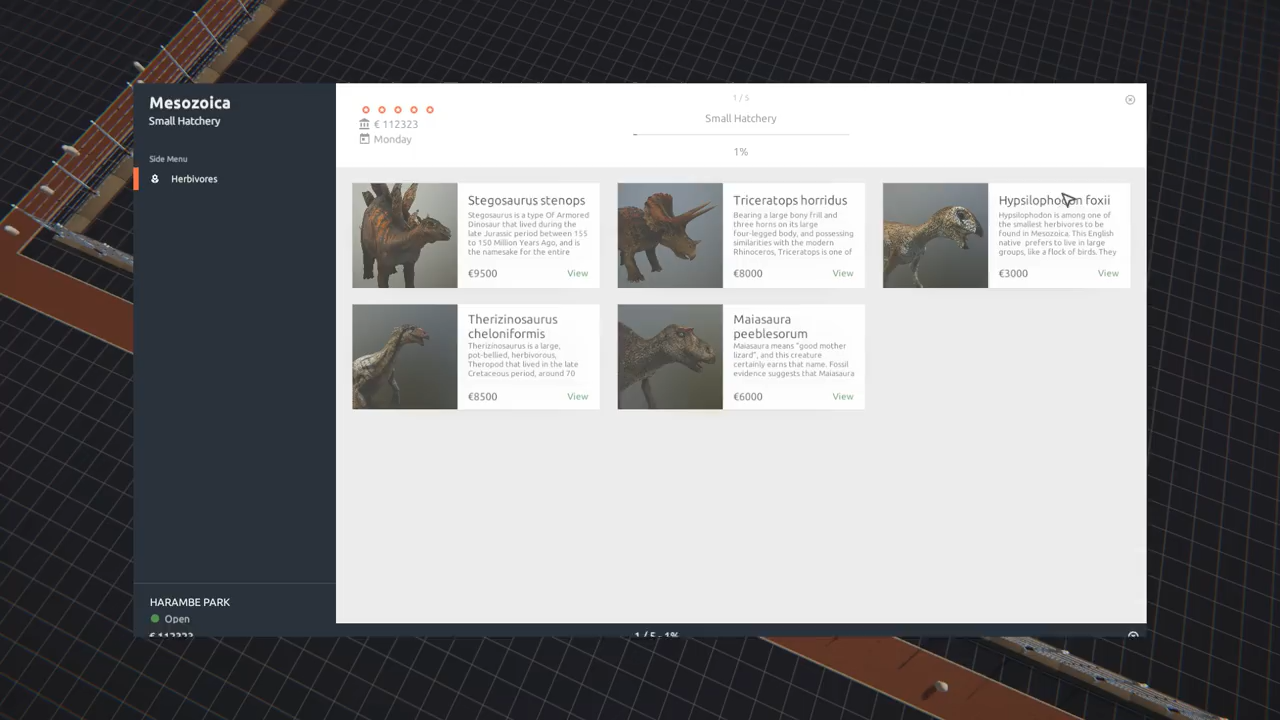 Mesozoica
Small Hatchery
Side Menu
Herbivores
HARAMBE PARK
Open
€ 112323
1 / 5
Small Hatchery
1%
€ 112323
Monday
Stegosaurus stenops
Stegosaurus is a type Of Armored
Dinosaur that lived during the
late Jurassic period between 155
to 150 Million Years Ago, and is
the namesake for the entire
€9500
View
Triceratops horridus
Bearing a large bony frill and
three horns on its large
four-legged body, and possessing
similarities with the modern
Rhinoceros, Triceratops is one of
€8000
View
Hypsilophodon foxii
Hypsilophodon is among one of
the smallest herbivores to be
found in Mesozoica. This English
native prefers to live in large
groups, like a flock of birds. They
€3000
View
Therizinosaurus
cheloniformis
Therizinosaurus is a large,
pot-bellied, herbivorous,
Theropod that lived in the late
Cretaceous period, around 70
€8500
View
Maiasaura
peeblesorum
Maiasaura means "good mother
lizard", and this creature
certainly earns that name. Fossil
evidence suggests that Maiasaura
€6000
View
1 / 5 - 1%